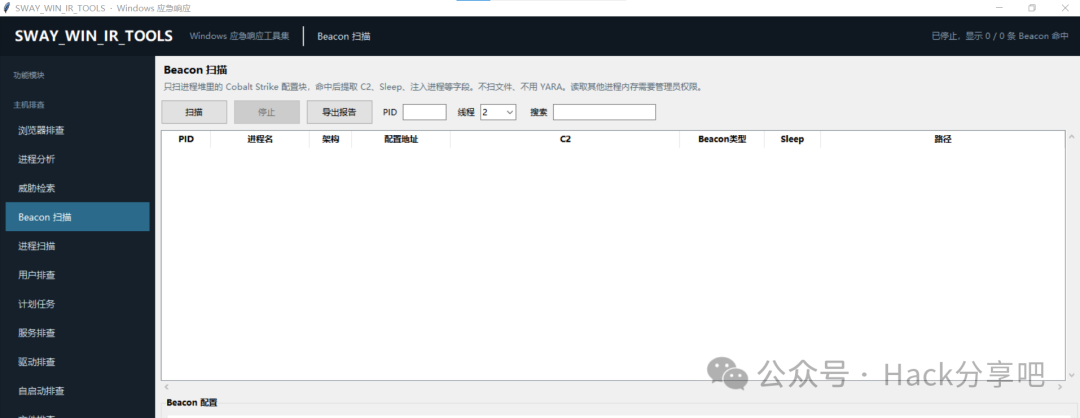 SWAY_WIN_IR_TOOLS · Windows 应急响应
SWAY_WIN_IR_TOOLS Windows 应急响应工具集 Beacon 扫描 已停止，显示 0 / 0 条 Beacon 命中
功能模块
主机排查
浏览器排查
进程分析
威胁检索
Beacon 扫描
进程扫描
用户排查
计划任务
服务排查
驱动排查
自启动排查
Beacon 扫描
只扫进程堆里的 Cobalt Strike 配置块，命中后提取 C2、Sleep、注入进程等字段。不扫文件、不用 YARA。读取其他进程内存需要管理员权限。
扫描 停止 导出报告 PID 线程 2 搜索
PID 进程名 架构 配置地址 C2 Beacon类型 Sleep 路径
公众号 · Hack分享吧
Beacon 配置